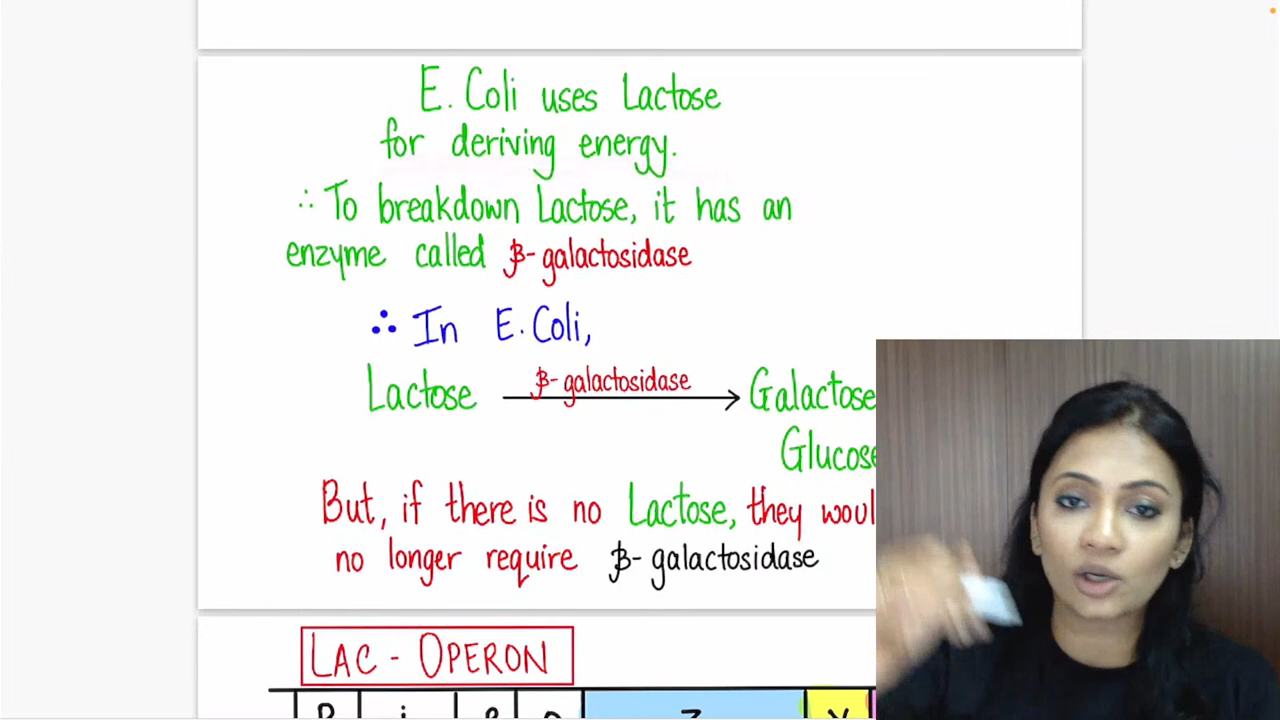 E. Coli uses Lactose
for deriving energy.
∴ To breakdown Lactose, it has an
enzyme called β-galactosidase
∴ In E. Coli,
β-galactosidase
Lactose ⟶ Galactose
Glucose
But, if there is no Lactose, they
no longer require β-galactosidase
LAC - OPERON
P i P O Z Y